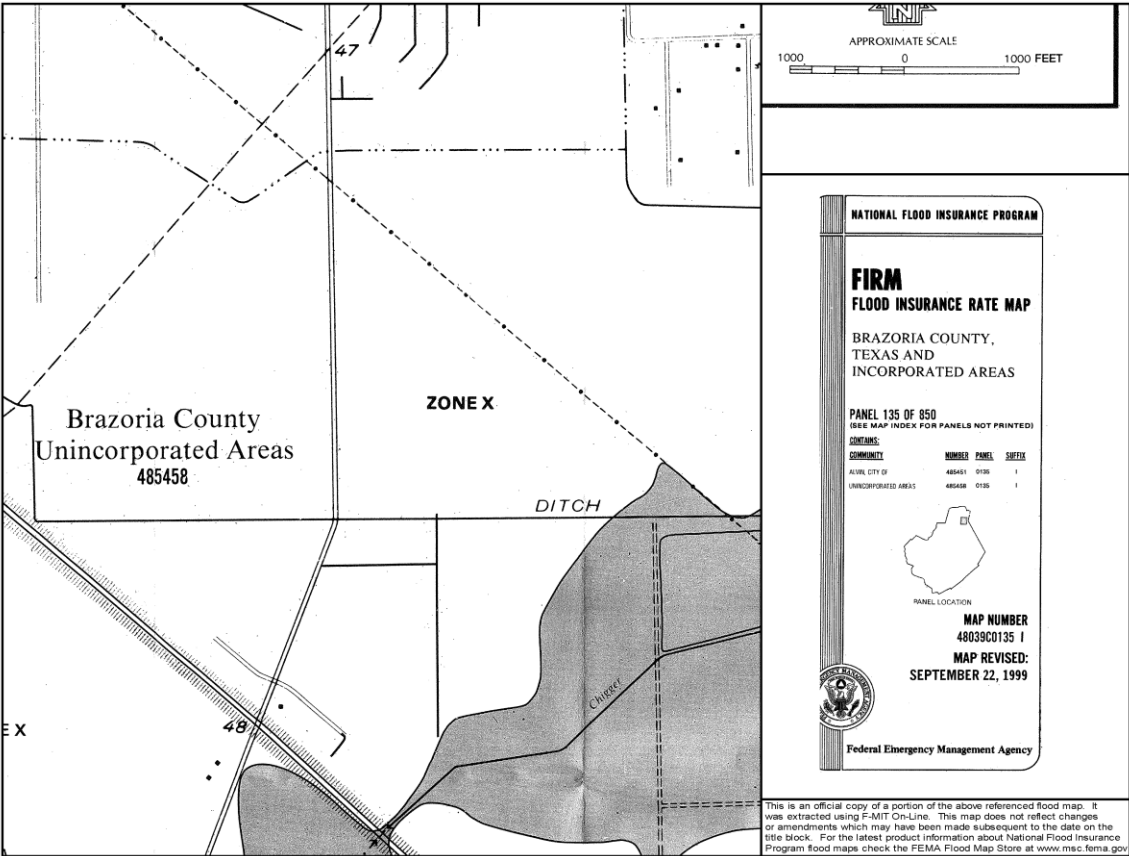 47
Brazoria County
Unincorporated Areas
485458
ZONE X
DITCH
Chigger
48
E X
N
APPROXIMATE SCALE
1000 0 1000 FEET
NATIONAL FLOOD INSURANCE PROGRAM
FIRM
FLOOD INSURANCE RATE MAP
BRAZORIA COUNTY,
TEXAS AND
INCORPORATED AREAS
PANEL 135 OF 850
(SEE MAP INDEX FOR PANELS NOT PRINTED)
CONTAINS:
COMMUNITY NUMBER PANEL SUFFIX
ALVIN, CITY OF 485451 0135 I
UNINCORPORATED AREAS 485458 0135 I
PANEL LOCATION
MAP NUMBER
48039C0135 I
MAP REVISED:
SEPTEMBER 22, 1999
Federal Emergency Management Agency
This is an official copy of a portion of the above referenced flood map. It
was extracted using F-MIT On-Line. This map does not reflect changes
or amendments which may have been made subsequent to the date on the
title block. For the latest product information about National Flood Insurance
Program flood maps check the FEMA Flood Map Store at www.msc.fema.gov